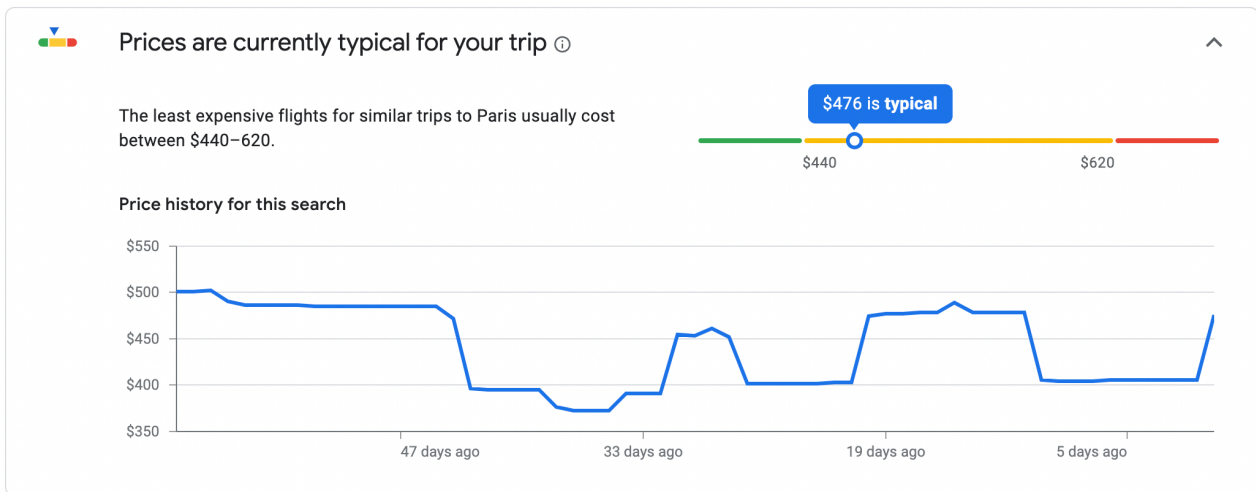 Prices are currently typical for your trip
$476 is typical
The least expensive flights for similar trips to Paris usually cost
between $440–620.
$440
$620
Price history for this search
$550
$500
$450
$400
$350
47 days ago
33 days ago
19 days ago
5 days ago